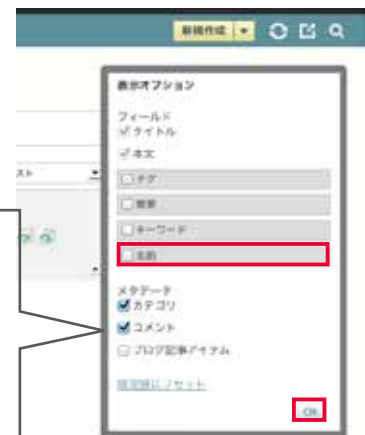 新規作成
表示オプション
フィールド
タイトル
本文
スト
タグ
概要
キーワード
名前
メタデータ
カテゴリ
コメント
ブログ記事アイテム
既定値にリセット
OK